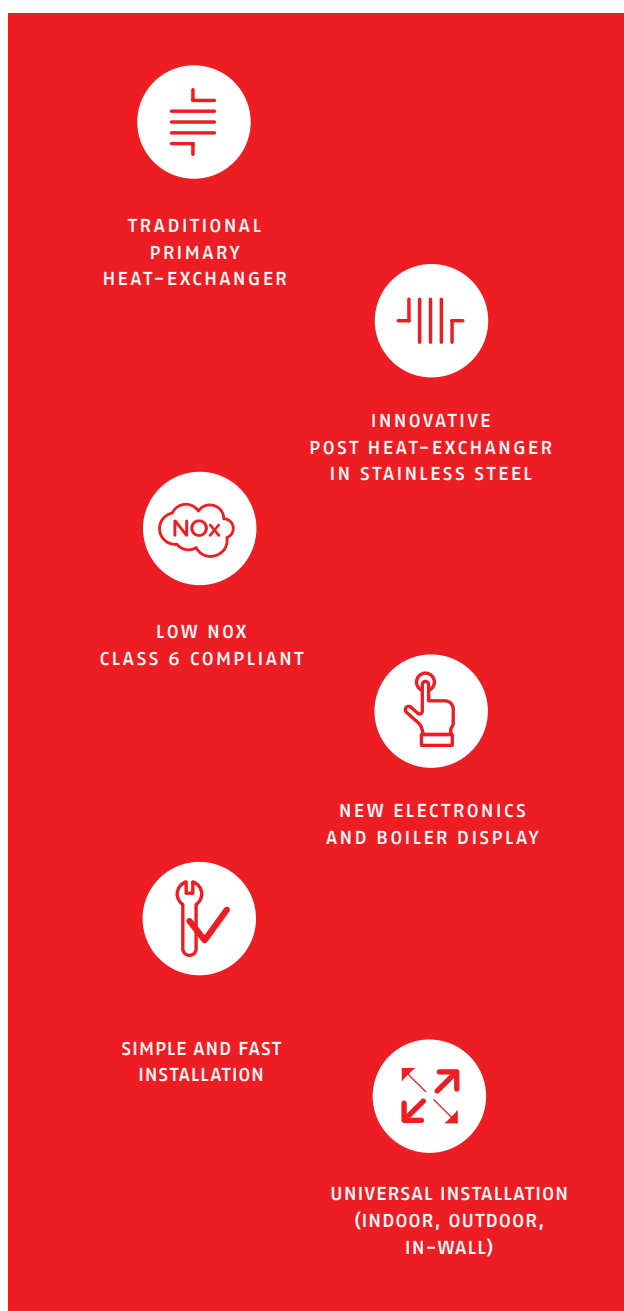 TRADITIONAL
PRIMARY
HEAT-EXCHANGER
INNOVATIVE
POST HEAT-EXCHANGER
IN STAINLESS STEEL
NOx
LOW NOX
CLASS 6 COMPLIANT
NEW ELECTRONICS
AND BOILER DISPLAY
SIMPLE AND FAST
INSTALLATION
UNIVERSAL INSTALLATION
(INDOOR, OUTDOOR,
IN-WALL)